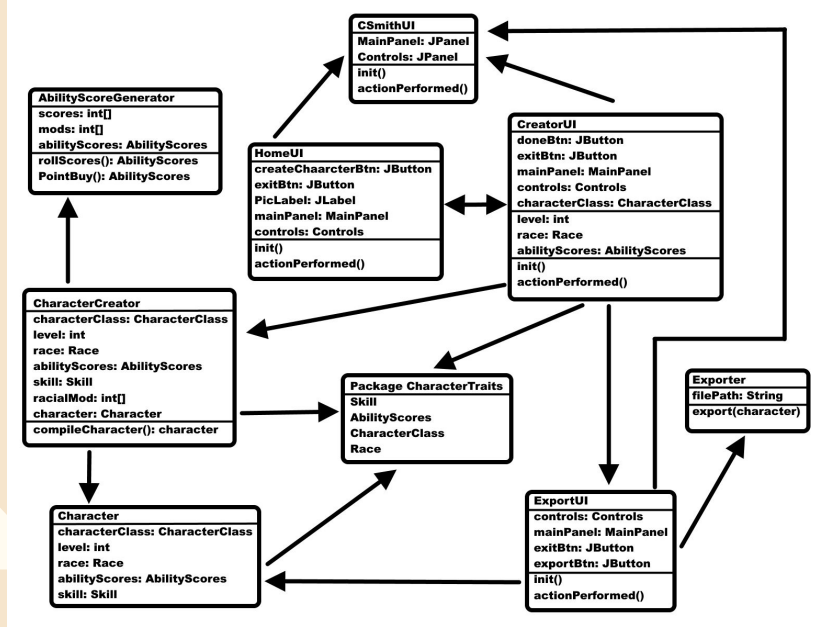 CSmithUI
MainPanel: JPanel
Controls: JPanel
init()
actionPerformed()
AbilityScoreGenerator
scores: int[]
mods: int[]
abilityScores: AbilityScores
rollScores(): AbilityScores
PointBuy(): AbilityScores
HomeUI
createChaarcterBtn: JButton
exitBtn: JButton
PicLabel: JLabel
mainPanel: MainPanel
controls: Controls
init()
actionPerformed()
CreatorUI
doneBtn: JButton
exitBtn: JButton
mainPanel: MainPanel
controls: Controls
characterClass: CharacterClass
level: int
race: Race
abilityScores: AbilityScores
init()
actionPerformed()
CharacterCreator
characterClass: CharacterClass
level: int
race: Race
abilityScores: AbilityScores
skill: Skill
racialMod: int[]
character: Character
compileCharacter(): character
Package CharacterTraits
Skill
AbilityScores
CharacterClass
Race
Exporter
filePath: String
export(character)
Character
characterClass: CharacterClass
level: int
race: Race
abilityScores: AbilityScores
skill: Skill
ExportUI
controls: Controls
mainPanel: MainPanel
exitBtn: JButton
exportBtn: JButton
init()
actionPerformed()